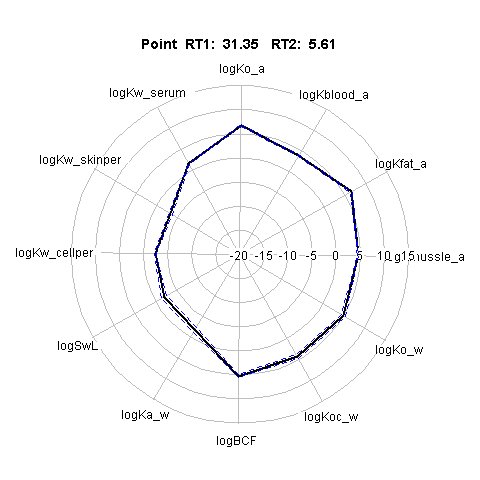 Point RT1: 31.35 RT2: 5.61
logKo_a
logKw_serum
logKblood_a
logKw_skinper
logKfat_a
logKw_cellper
-20 -15 -10 -5 0 5 10 15
logSwL
logKo_w
logKa_w
logKoc_w
logBCF